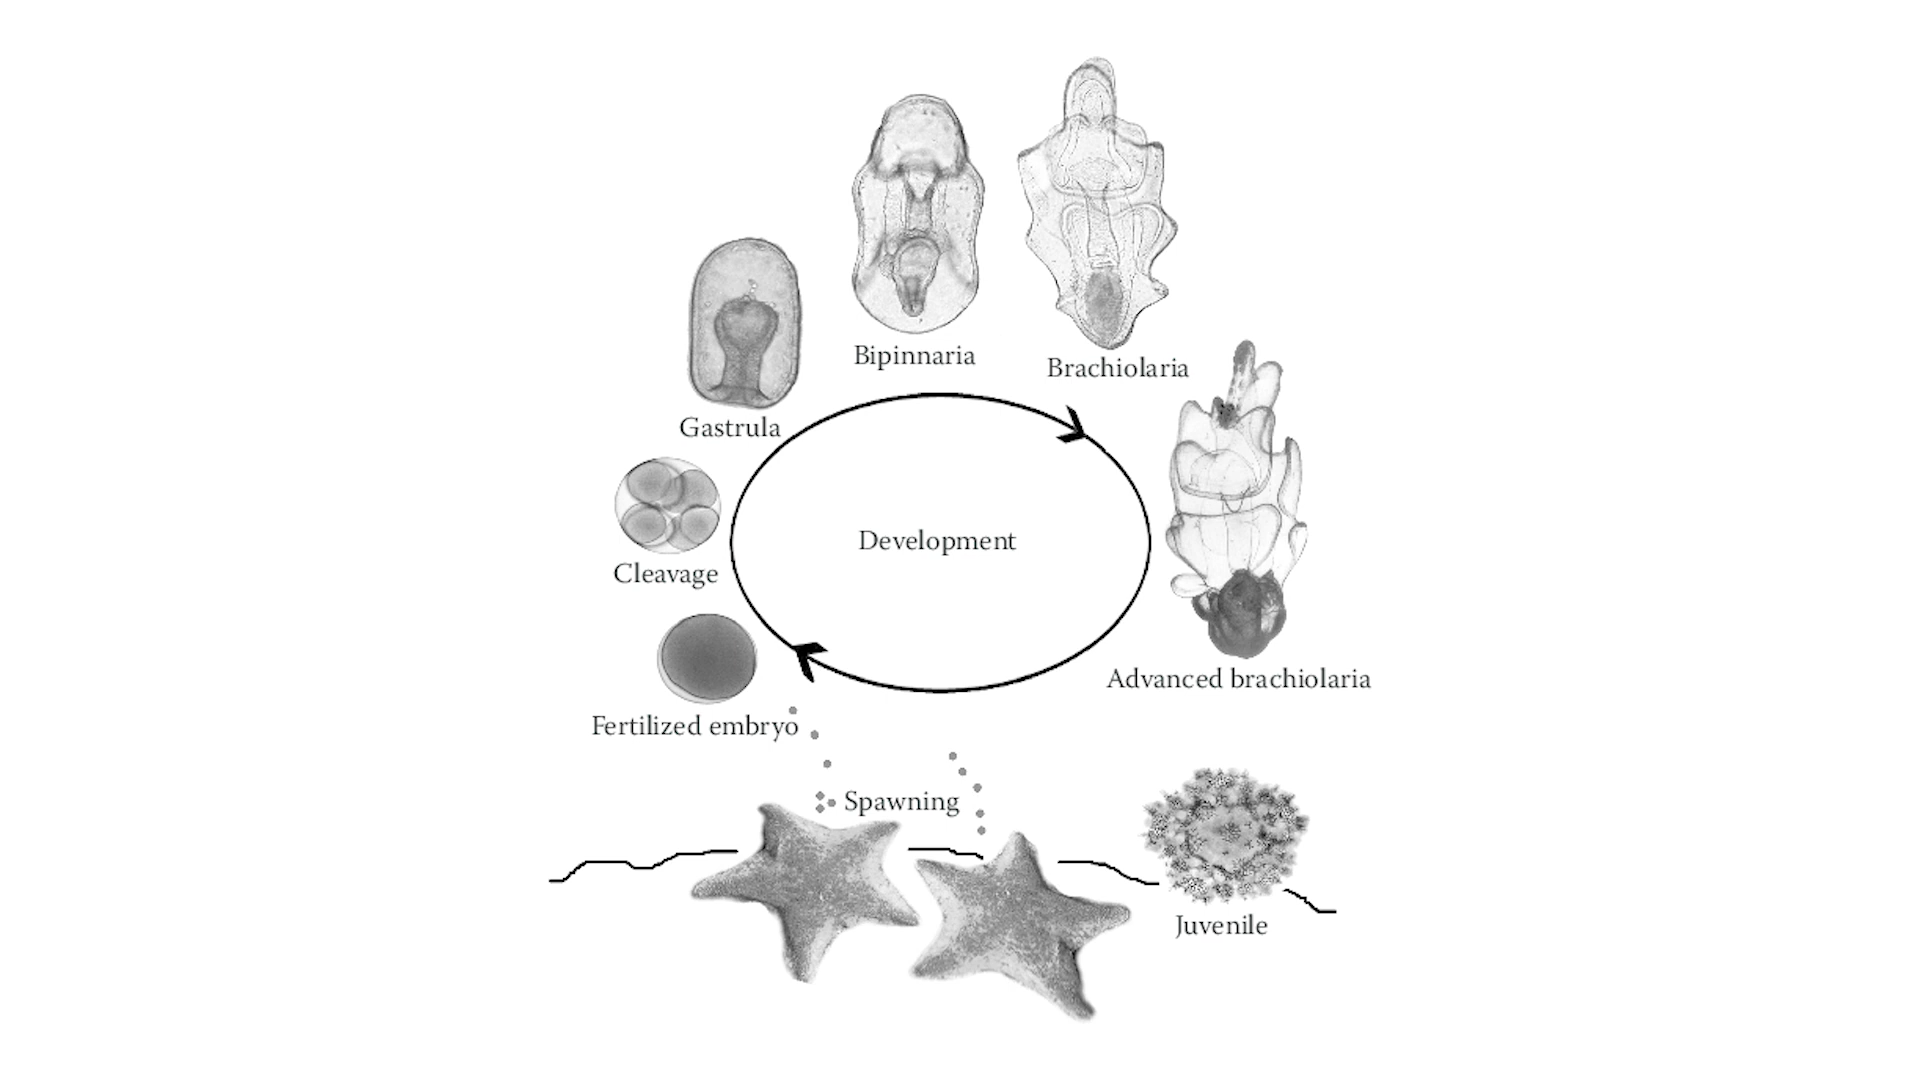 Bipinnaria
Brachiolaria
Gastrula
Development
Cleavage
Advanced brachiolaria
Fertilized embryo
Spawning
Juvenile